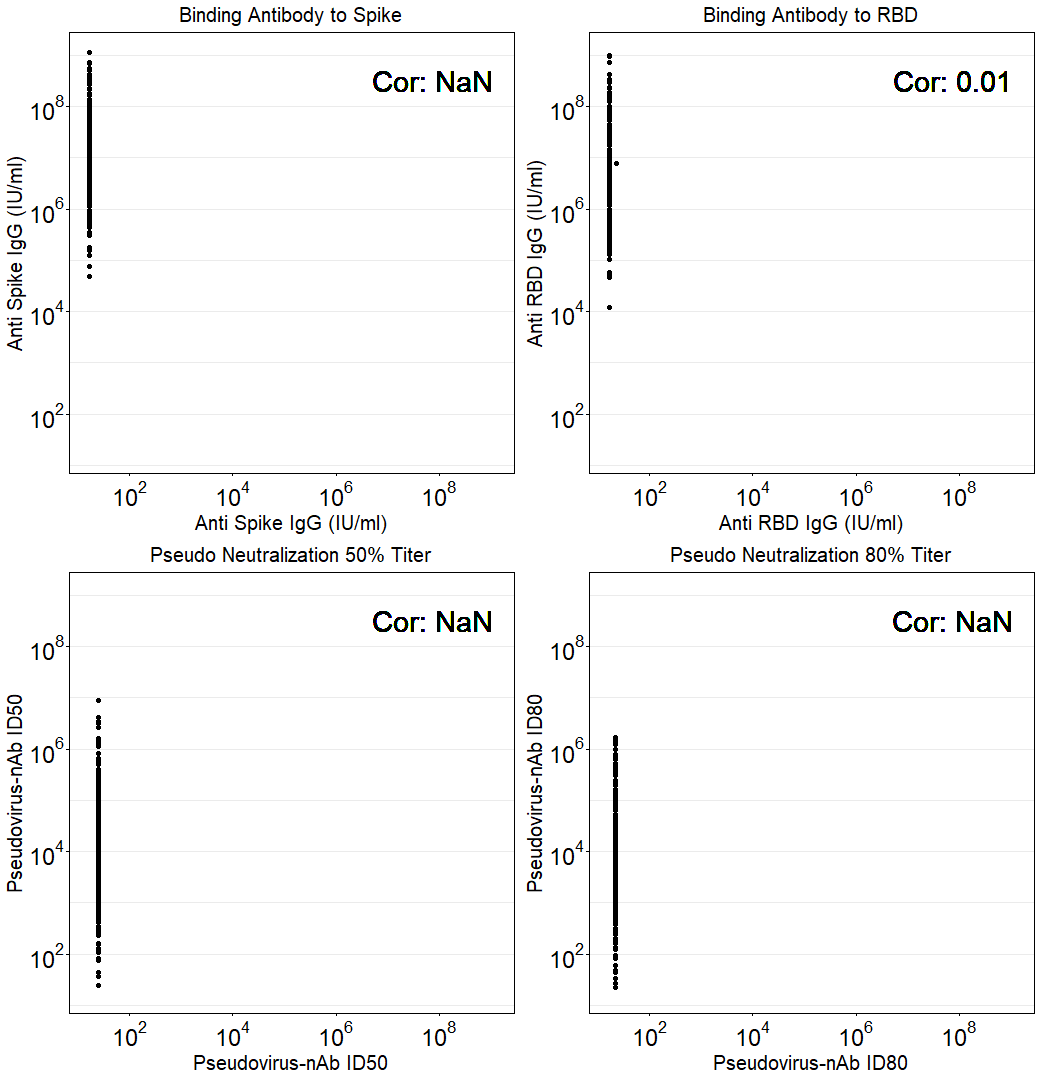 Binding Antibody to Spike
Cor: NaN
10^8
10^6
10^4
10^2
Anti Spike IgG (IU/ml)
10^2 10^4 10^6 10^8
Anti Spike IgG (IU/ml)
Binding Antibody to RBD
Cor: 0.01
10^8
10^6
10^4
10^2
Anti RBD IgG (IU/ml)
10^2 10^4 10^6 10^8
Anti RBD IgG (IU/ml)
Pseudo Neutralization 50% Titer
Cor: NaN
10^8
10^6
10^4
10^2
Pseudovirus-nAb ID50
10^2 10^4 10^6 10^8
Pseudovirus-nAb ID50
Pseudo Neutralization 80% Titer
Cor: NaN
10^8
10^6
10^4
10^2
Pseudovirus-nAb ID80
10^2 10^4 10^6 10^8
Pseudovirus-nAb ID80